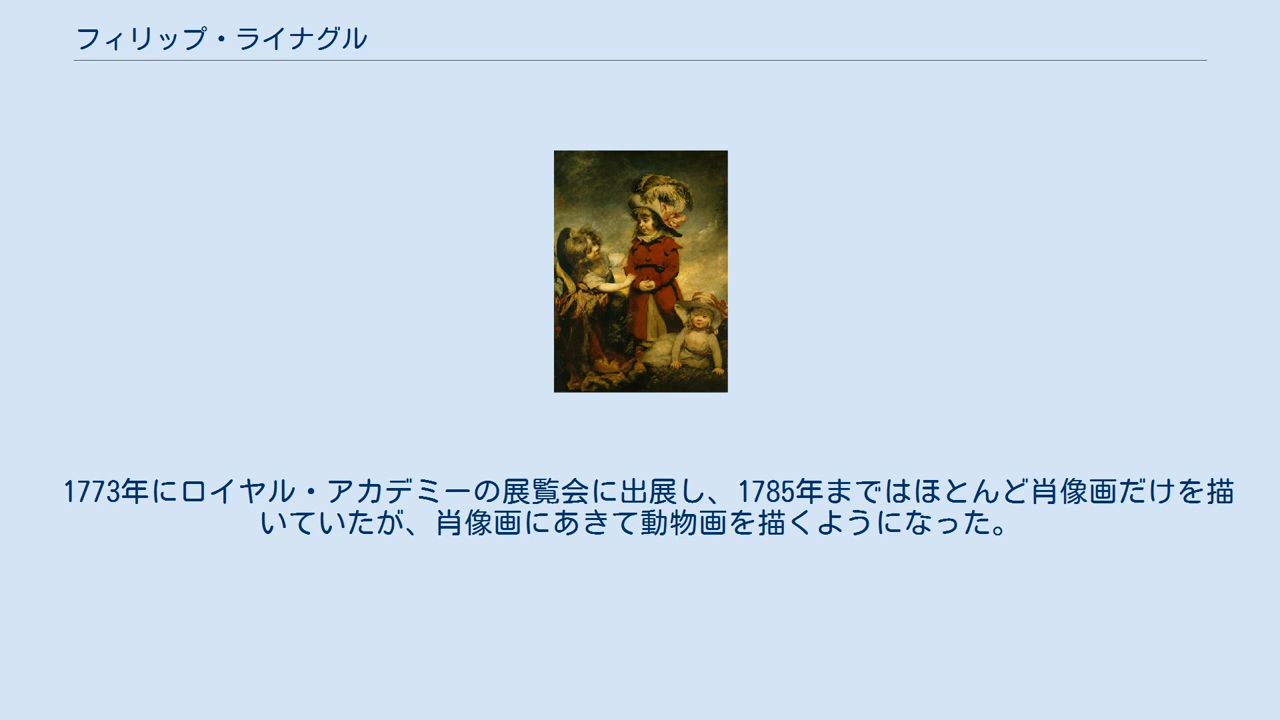 フィリップ・ライナグル
1773年にロイヤル・アカデミーの展覧会に出展し、1785年まではほとんど肖像画だけを描
いていたが、肖像画にあきて動物画を描くようになった。